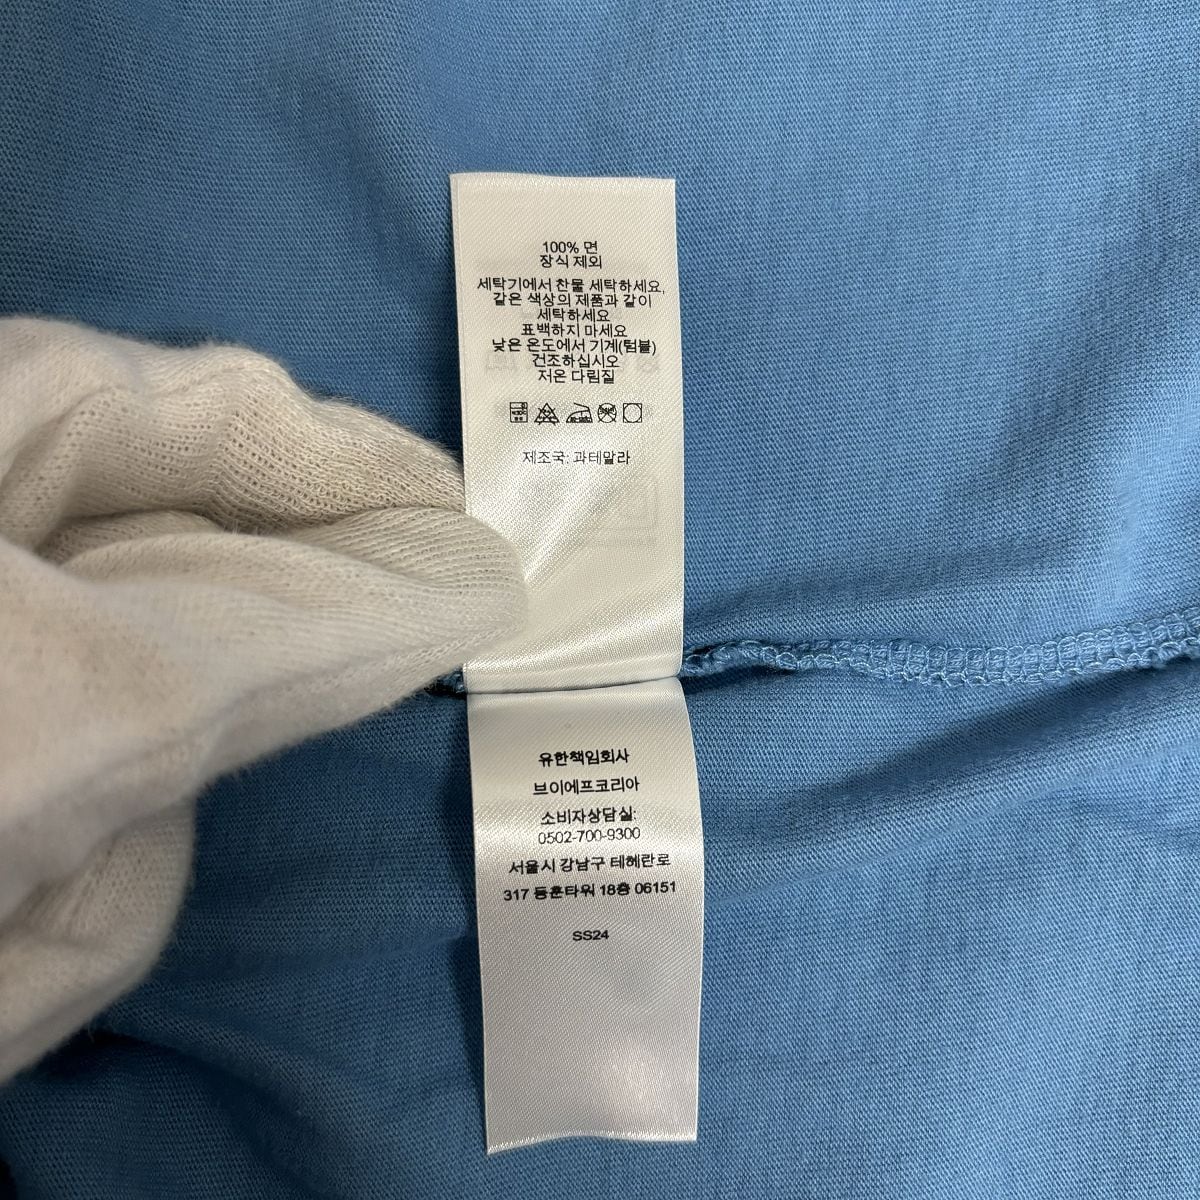 100% 면
장식 제외
세탁기에서 찬물 세탁하세요,
같은 색상의 제품과 같이
세탁하세요
표백하지 마세요
낮은 온도에서 기계(텀블)
건조하십시오
저온 다림질
제조국: 과테말라
유한책임회사
브이에프코리아
소비자상담실:
0502-700-9300
서울시 강남구 테헤란로
317 동훈타워 18층 06151
SS24